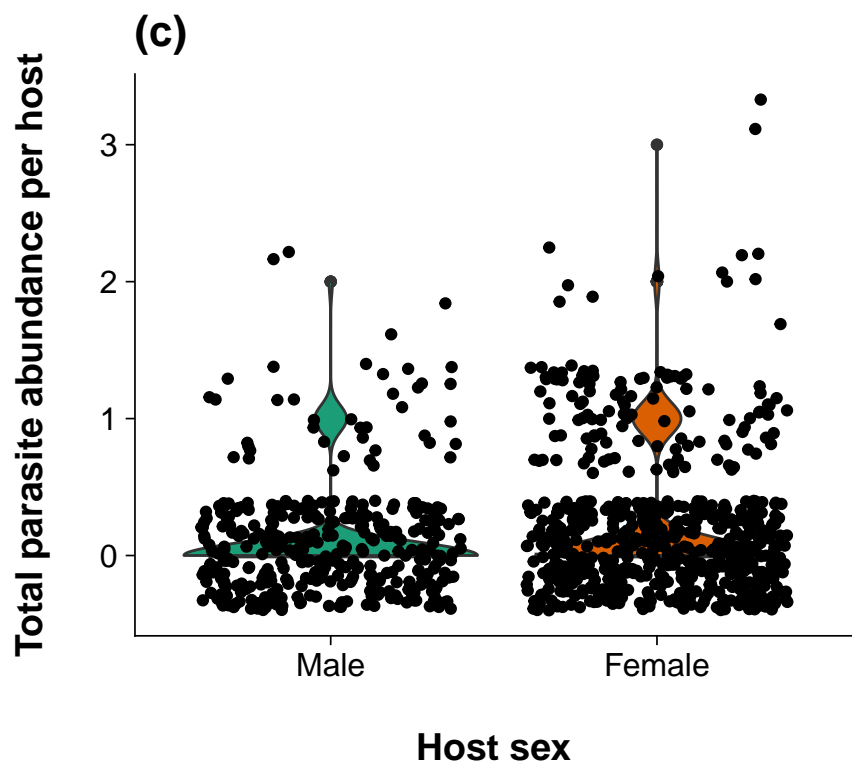 (c)
Total parasite abundance per host
3
2
1
0
Male Female
Host sex